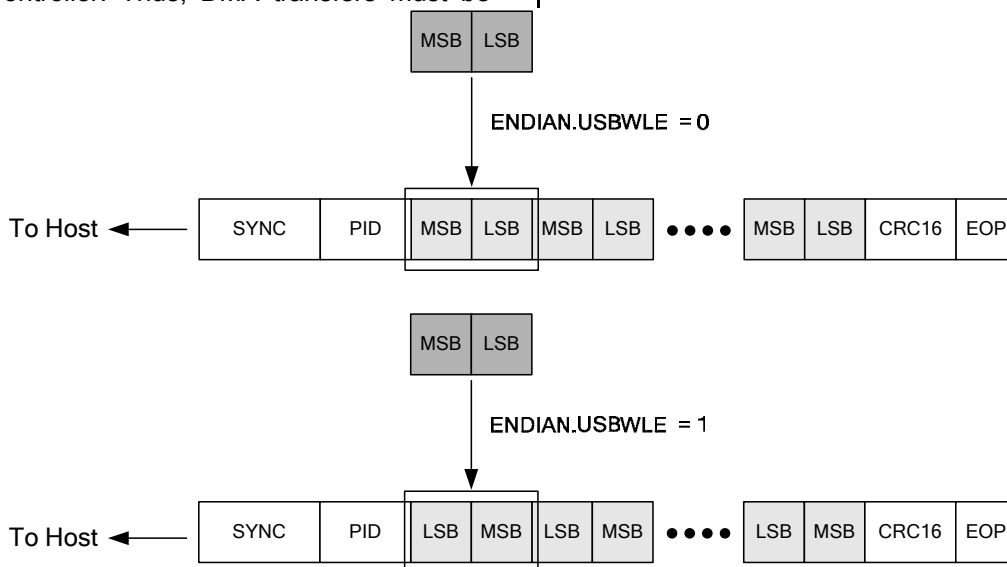 ontroller. Thus, DMA transfers must be
MSB LSB
ENDIAN.USBWLE = 0
To Host SYNC PID MSB LSB MSB LSB MSB LSB CRC16 EOP
MSB LSB
ENDIAN.USBWLE = 1
To Host SYNC PID LSB MSB LSB MSB LSB MSB CRC16 EOP